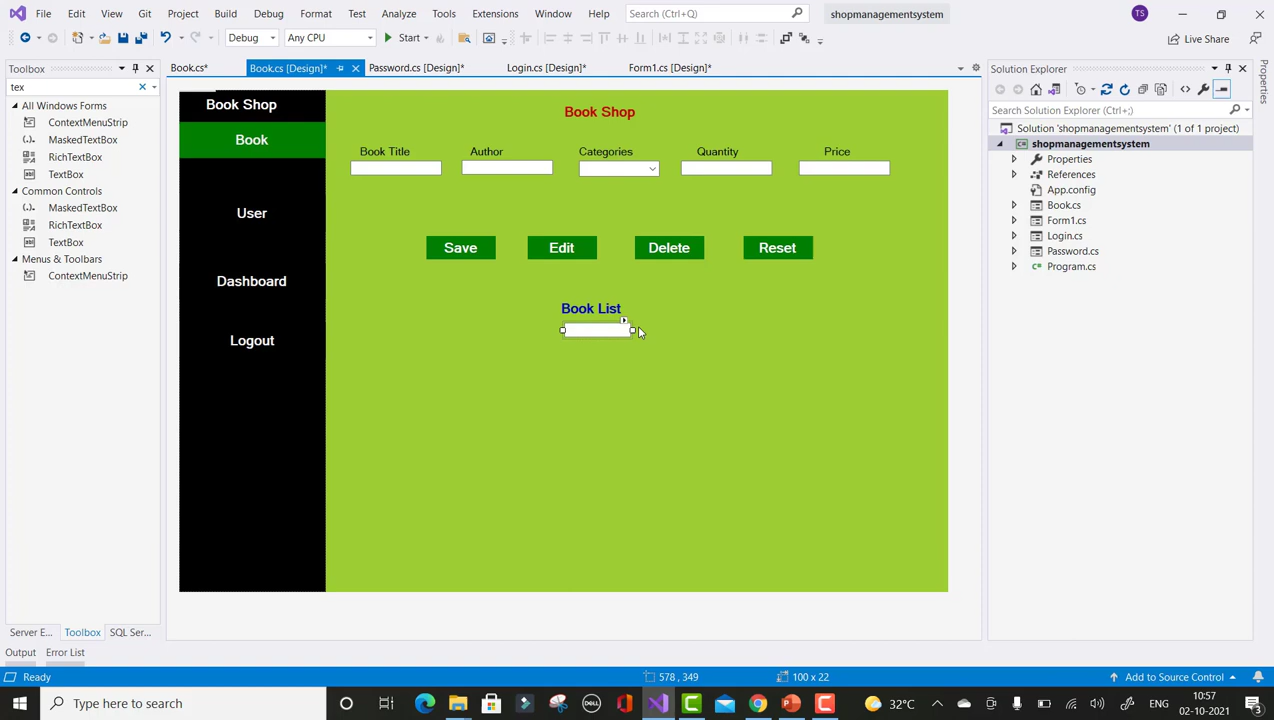 File Edit View Git Project Build Debug Format Test Analyze Tools Extensions Window Help Search (Ctrl+Q) shopmanagementsystem TS
Debug Any CPU Start Live Share
Toolbox Book.cs* Book.cs [Design]* Password.cs [Design]* Login.cs [Design]* Form1.cs [Design]* Solution Explorer
tex
All Windows Forms
ContextMenuStrip
MaskedTextBox
RichTextBox
TextBox
Common Controls
MaskedTextBox
RichTextBox
TextBox
Menus & Toolbars
ContextMenuStrip
Server E... Toolbox SQL Ser...
Book Shop
Book
User
Dashboard
Logout
Book Shop
Book Title Author Categories Quantity Price
Save Edit Delete Reset
Book List
Search Solution Explorer (Ctrl+;)
Solution 'shopmanagementsystem' (1 of 1 project)
shopmanagementsystem
Properties
References
App.config
Book.cs
Form1.cs
Login.cs
Password.cs
Program.cs
Properties
Output Error List
Ready 578 , 349 100 x 22 Add to Source Control
Type here to search DELL 32°C ENG 10:57
02-10-2021 3